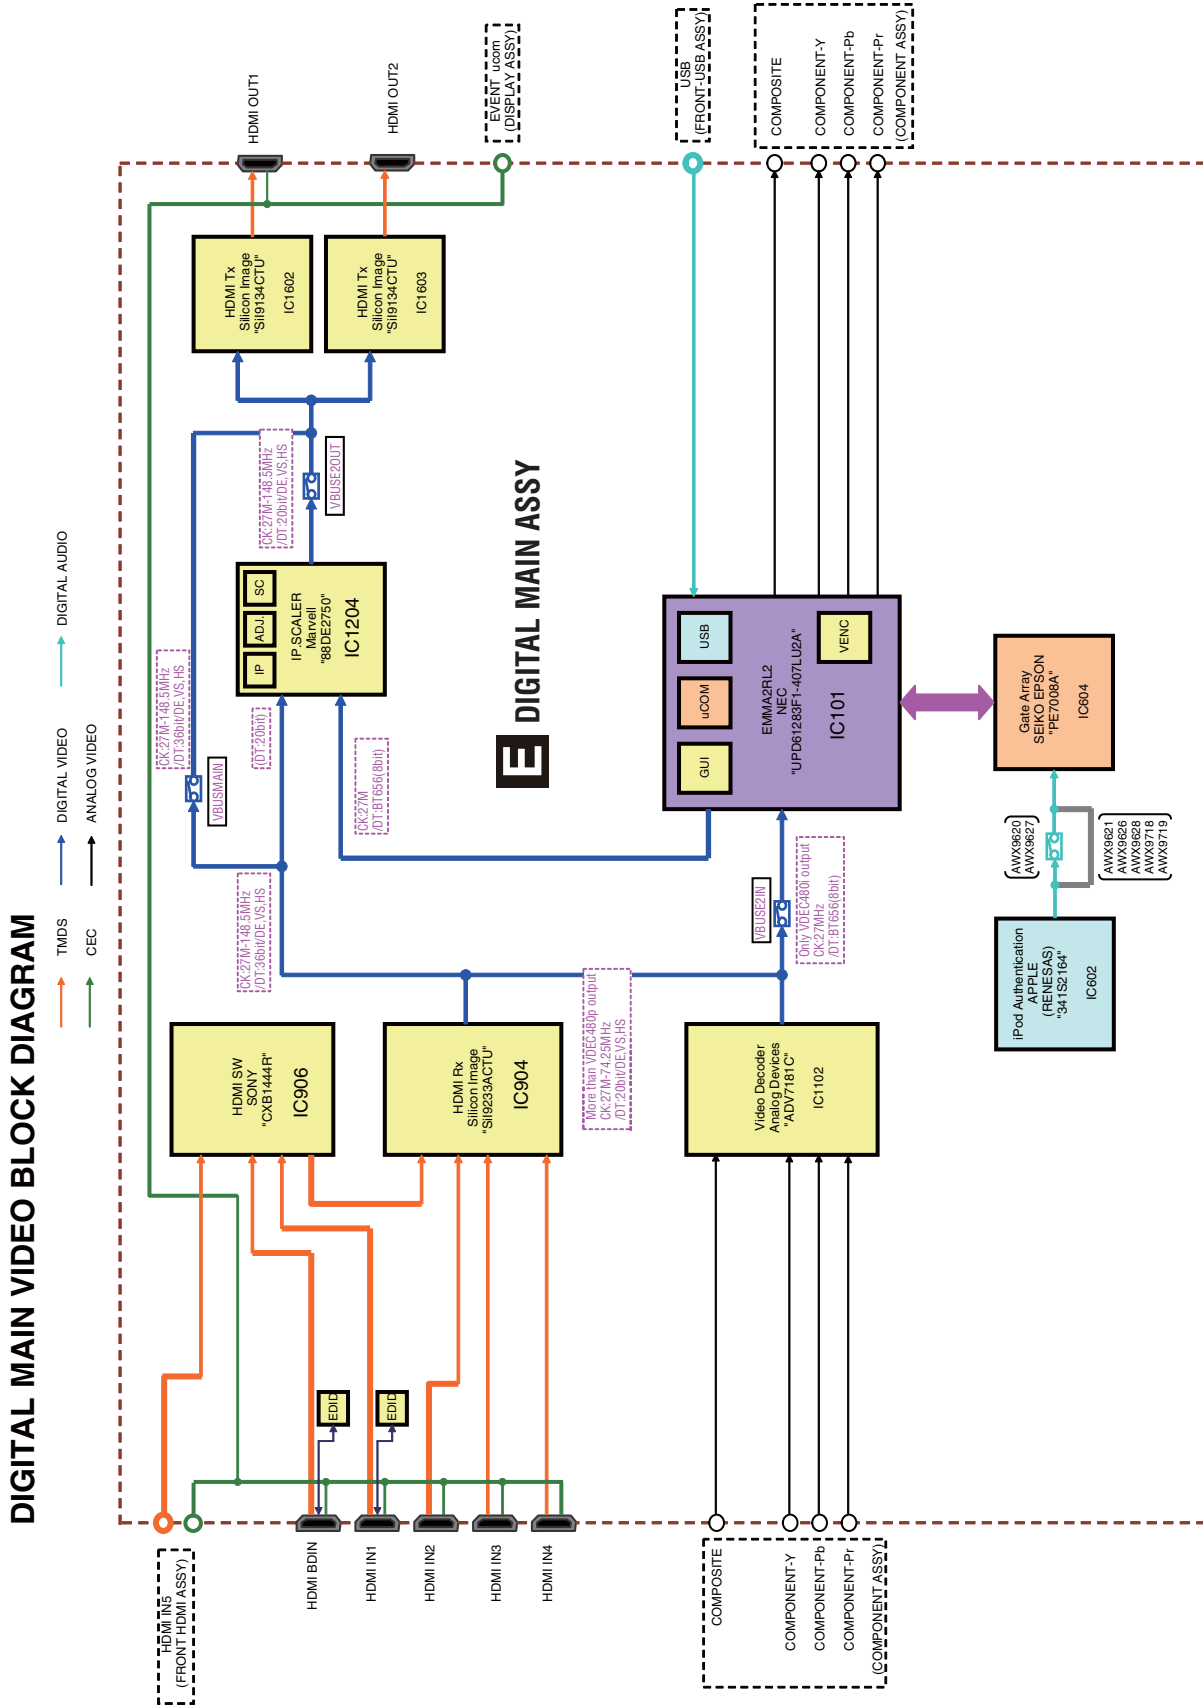 DIGITAL MAIN VIDEO BLOCK DIAGRAM
TMDS
DIGITAL VIDEO
DIGITAL AUDIO
CEC
ANALOG VIDEO
HDMI IN5
(FRONT HDMI ASSY)
HDMI BDIN
HDMI IN1
HDMI IN2
HDMI IN3
HDMI IN4
EDID
EDID
HDMI SW
SONY
"CXB1444R"
IC906
HDMI Rx
Silicon Image
"SiI9233ACTU"
IC904
CK:27M-148.5MHz
/DT:36bit/DE,VS,HS
VBUSMAIN
CK:27M-148.5MHz
/DT:36bit/DE,VS,HS
(DT:20bit)
CK:27M
/DT:BT656(8bit)
IP
ADJ.
SC
IP.SCALER
Marvell
"88DE2750"
IC1204
CK:27M-148.5MHz
/DT:20bit/DE,VS,HS
VBUSE2OUT
HDMI Tx
Silicon Image
"SiI9134CTU"
IC1602
HDMI Tx
Silicon Image
"SiI9134CTU"
IC1603
HDMI OUT1
HDMI OUT2
EVENT ucom
(DISPLAY ASSY)
E DIGITAL MAIN ASSY
More than VDEC480p output
CK:27M-74.25MHz
/DT:20bit/DE,VS,HS
VBUSE2IN
Only VDEC480i output
CK:27MHz
/DT:BT656(8bit)
COMPOSITE
COMPONENT-Y
COMPONENT-Pb
COMPONENT-Pr
(COMPONENT ASSY)
Video Decoder
Analog Devices
"ADV7181C"
IC1102
GUI
uCOM
USB
EMMA2RL2
NEC
"UPD61283F1-407LU2A"
IC101
VENC
USB
(FRONT-USB ASSY)
COMPOSITE
COMPONENT-Y
COMPONENT-Pb
COMPONENT-Pr
(COMPONENT ASSY)
iPod Authentication
APPLE
(RENESAS)
"341S2164"
IC602
AWX9620
AWX9627
AWX9621
AWX9626
AWX9628
AWX9718
AWX9719
Gate Array
SEIKO EPSON
"PE7008A"
IC604